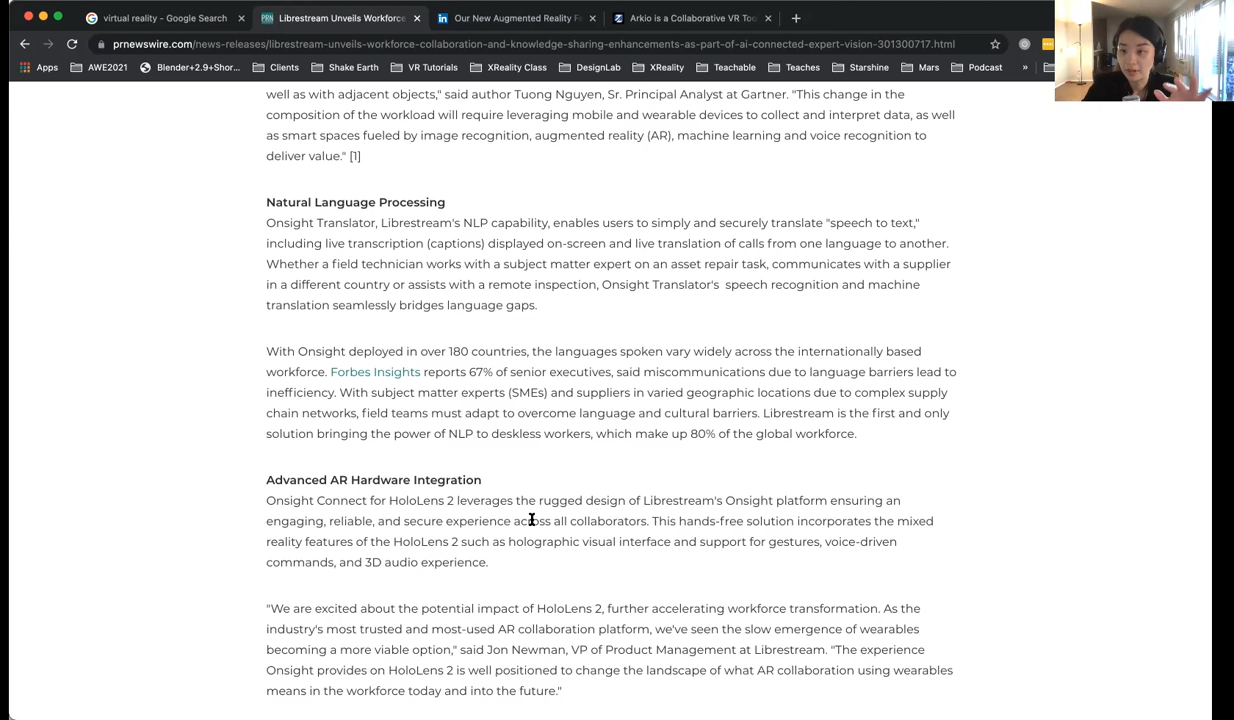 virtual reality - Google Search
Librestream Unveils Workforce
Our New Augmented Reality F
Arkio is a Collaborative VR Too
prnewswire.com/news-releases/librestream-unveils-workforce-collaboration-and-knowledge-sharing-enhancements-as-part-of-ai-connected-expert-vision-301300717.html
Apps AWE2021 Blender+2.9+Shor... Clients Shake Earth VR Tutorials XReality Class DesignLab XReality Teachable Teaches Starshine Mars Podcast »
well as with adjacent objects," said author Tuong Nguyen, Sr. Principal Analyst at Gartner. "This change in the
composition of the workload will require leveraging mobile and wearable devices to collect and interpret data, as well
as smart spaces fueled by image recognition, augmented reality (AR), machine learning and voice recognition to
deliver value." [1]
Natural Language Processing
Onsight Translator, Librestream's NLP capability, enables users to simply and securely translate "speech to text,"
including live transcription (captions) displayed on-screen and live translation of calls from one language to another.
Whether a field technician works with a subject matter expert on an asset repair task, communicates with a supplier
in a different country or assists with a remote inspection, Onsight Translator's speech recognition and machine
translation seamlessly bridges language gaps.
With Onsight deployed in over 180 countries, the languages spoken vary widely across the internationally based
workforce. Forbes Insights reports 67% of senior executives, said miscommunications due to language barriers lead to
inefficiency. With subject matter experts (SMEs) and suppliers in varied geographic locations due to complex supply
chain networks, field teams must adapt to overcome language and cultural barriers. Librestream is the first and only
solution bringing the power of NLP to deskless workers, which make up 80% of the global workforce.
Advanced AR Hardware Integration
Onsight Connect for HoloLens 2 leverages the rugged design of Librestream's Onsight platform ensuring an
engaging, reliable, and secure experience across all collaborators. This hands-free solution incorporates the mixed
reality features of the HoloLens 2 such as holographic visual interface and support for gestures, voice-driven
commands, and 3D audio experience.
"We are excited about the potential impact of HoloLens 2, further accelerating workforce transformation. As the
industry's most trusted and most-used AR collaboration platform, we've seen the slow emergence of wearables
becoming a more viable option," said Jon Newman, VP of Product Management at Librestream. "The experience
Onsight provides on HoloLens 2 is well positioned to change the landscape of what AR collaboration using wearables
means in the workforce today and into the future."